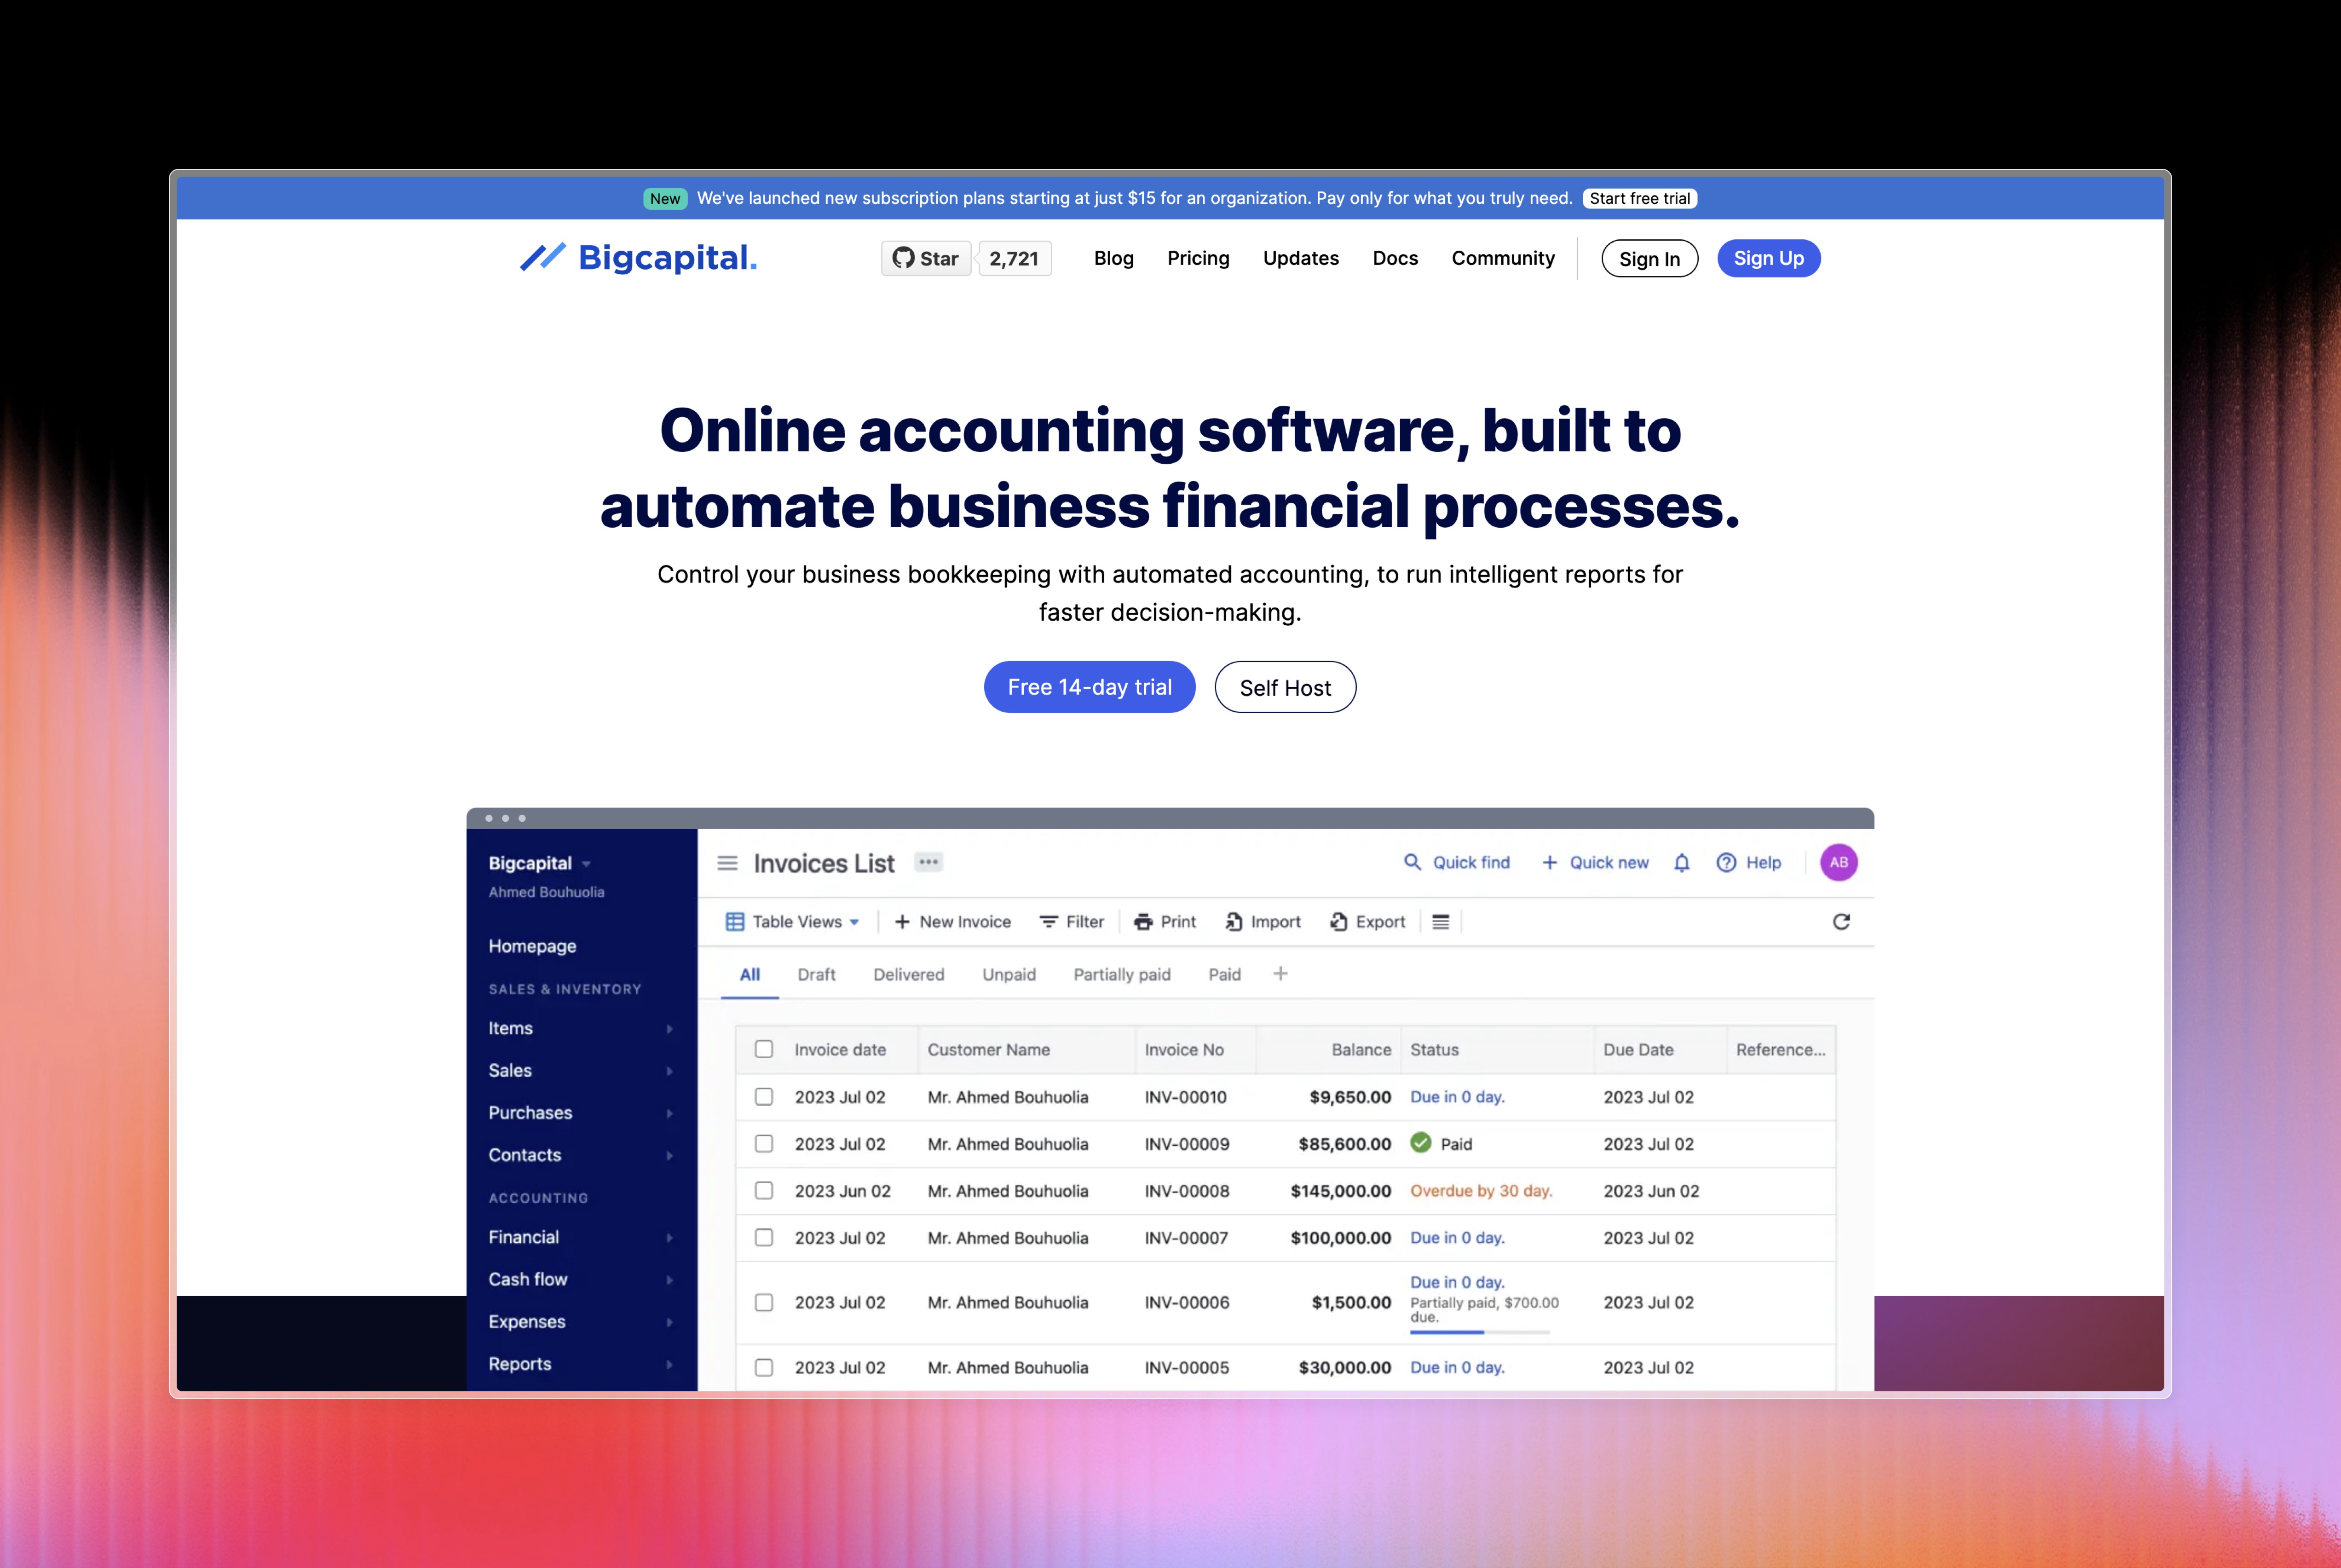 New We've launched new subscription plans starting at just $15 for an organization. Pay only for what you truly need. Start free trial
Bigcapital. Star 2,721 Blog Pricing Updates Docs Community Sign In Sign Up
Online accounting software, built to
automate business financial processes.
Control your business bookkeeping with automated accounting, to run intelligent reports for
faster decision-making.
Free 14-day trial Self Host
Bigcapital
Ahmed Bouhuolia
Homepage
SALES & INVENTORY
Items
Sales
Purchases
Contacts
ACCOUNTING
Financial
Cash flow
Expenses
Reports
Invoices List Quick find Quick new Help AB
Table Views New Invoice Filter Print Import Export
All Draft Delivered Unpaid Partially paid Paid
Invoice date Customer Name Invoice No Balance Status Due Date Reference...
2023 Jul 02 Mr. Ahmed Bouhuolia INV-00010 $9,650.00 Due in 0 day. 2023 Jul 02
2023 Jul 02 Mr. Ahmed Bouhuolia INV-00009 $85,600.00 Paid 2023 Jul 02
2023 Jun 02 Mr. Ahmed Bouhuolia INV-00008 $145,000.00 Overdue by 30 day. 2023 Jun 02
2023 Jul 02 Mr. Ahmed Bouhuolia INV-00007 $100,000.00 Due in 0 day. 2023 Jul 02
2023 Jul 02 Mr. Ahmed Bouhuolia INV-00006 $1,500.00 Due in 0 day. 2023 Jul 02
Partially paid, $700.00
due.
2023 Jul 02 Mr. Ahmed Bouhuolia INV-00005 $30,000.00 Due in 0 day. 2023 Jul 02